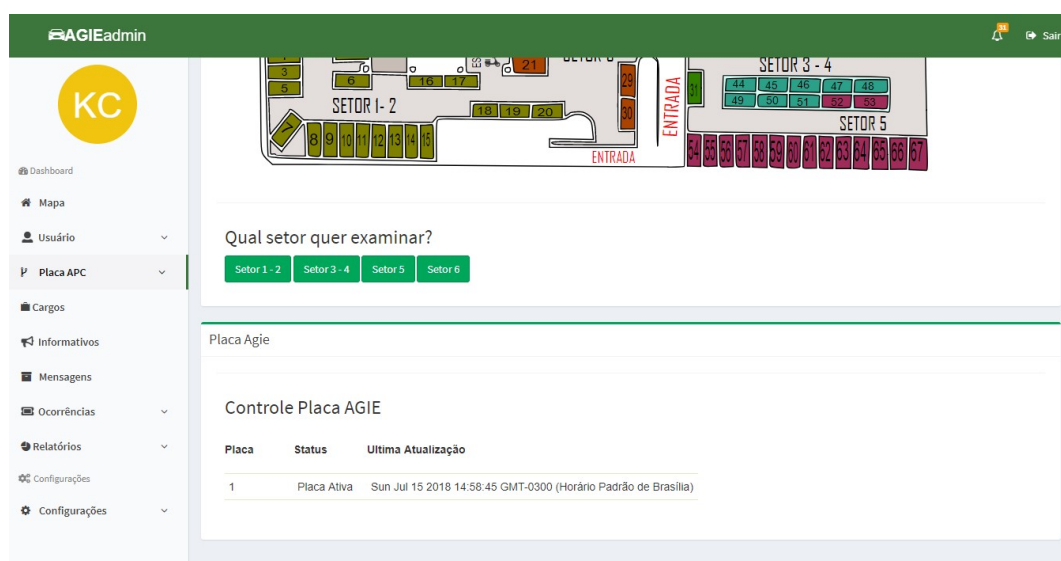 AGIEadmin
31
Sair
KC
Dashboard
Mapa
Usuário
Placa APC
Cargos
Informativos
Mensagens
Ocorrências
Relatórios
Configurações
Configurações
3
5
6
16 17
21
29
30
SETOR 1- 2
18 19 20
7
8 9 10 11 12 13 14 15
ENTRADA
ENTRADA
31
SETOR 3 - 4
44 45 46 47 48
49 50 51 52 53
SETOR 5
54 55 56 57 58 59 60 61 62 63 64 65 66 67
Qual setor quer examinar?
Setor 1 - 2 Setor 3 - 4 Setor 5 Setor 6
Placa Agie
Controle Placa AGIE
Placa Status Ultima Atualização
1 Placa Ativa Sun Jul 15 2018 14:58:45 GMT-0300 (Horário Padrão de Brasília)